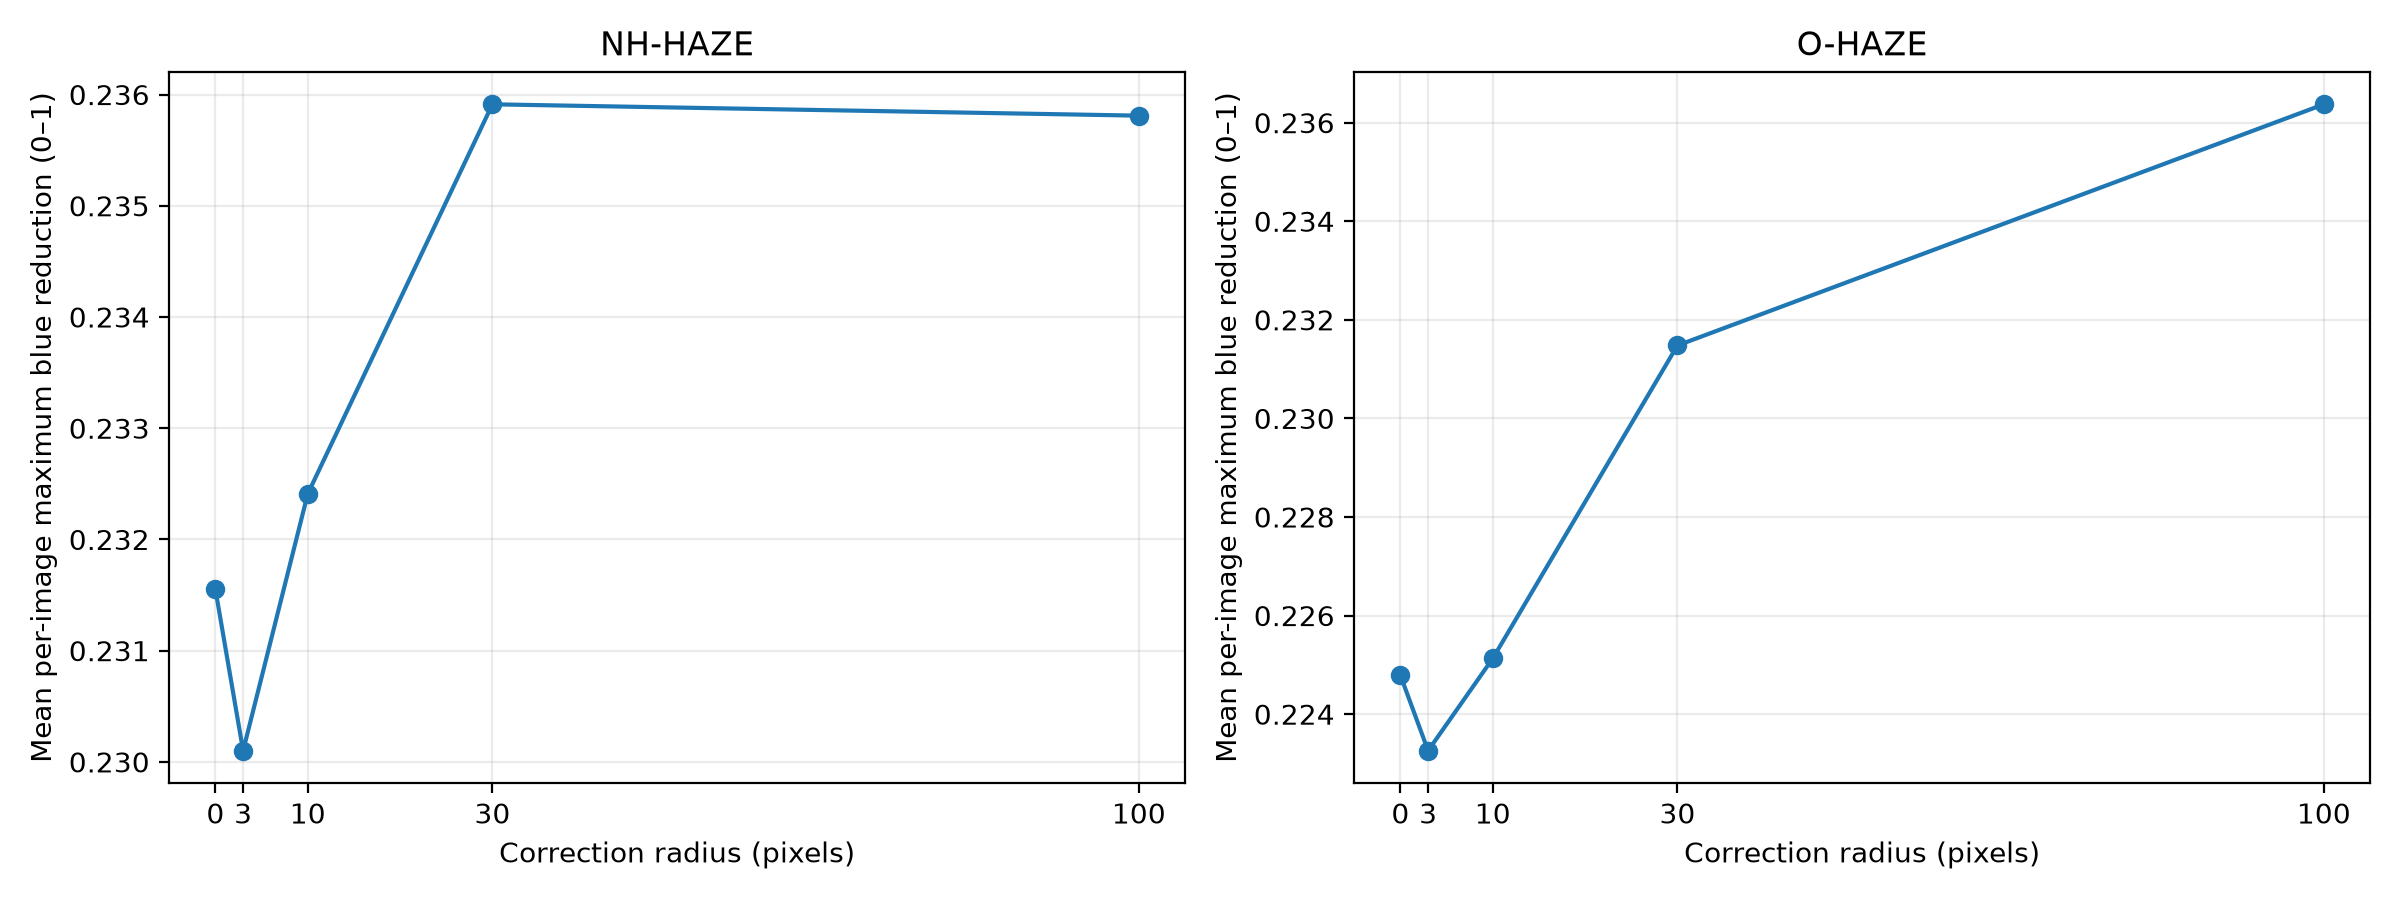 NH-HAZE
Mean per-image maximum blue reduction (0–1)
0.236
0.235
0.234
0.233
0.232
0.231
0.230
0 3 10 30 100
Correction radius (pixels)
O-HAZE
Mean per-image maximum blue reduction (0–1)
0.236
0.234
0.232
0.230
0.228
0.226
0.224
0 3 10 30 100
Correction radius (pixels)